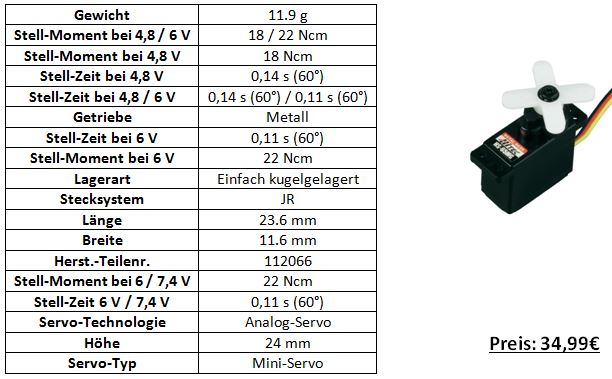 Gewicht 11.9 g
Stell-Moment bei 4,8 / 6 V 18 / 22 Ncm
Stell-Moment bei 4,8 V 18 Ncm
Stell-Zeit bei 4,8 V 0,14 s (60°)
Stell-Zeit bei 4,8 / 6 V 0,14 s (60°) / 0,11 s (60°)
Getriebe Metall
Stell-Zeit bei 6 V 0,11 s (60°)
Stell-Moment bei 6 V 22 Ncm
Lagerart Einfach kugelgelagert
Stecksystem JR
Länge 23.6 mm
Breite 11.6 mm
Herst.-Teilenr. 112066
Stell-Moment bei 6 / 7,4 V 22 Ncm
Stell-Zeit 6 V / 7,4 V 0,11 s (60°)
Servo-Technologie Analog-Servo
Höhe 24 mm
Servo-Typ Mini-Servo
Preis: 34,99€